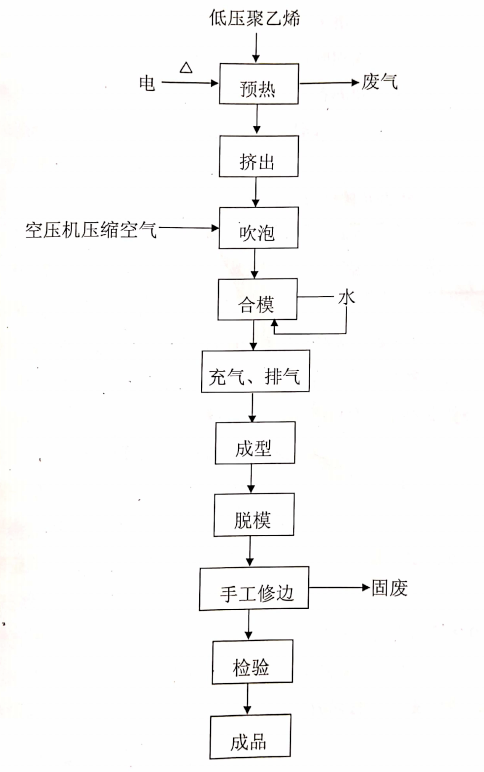 低压聚乙烯
△
电
预热
废气
挤出
空压机压缩空气
吹泡
合模
水
充气、排气
成型
脱模
手工修边
固废
检验
成品